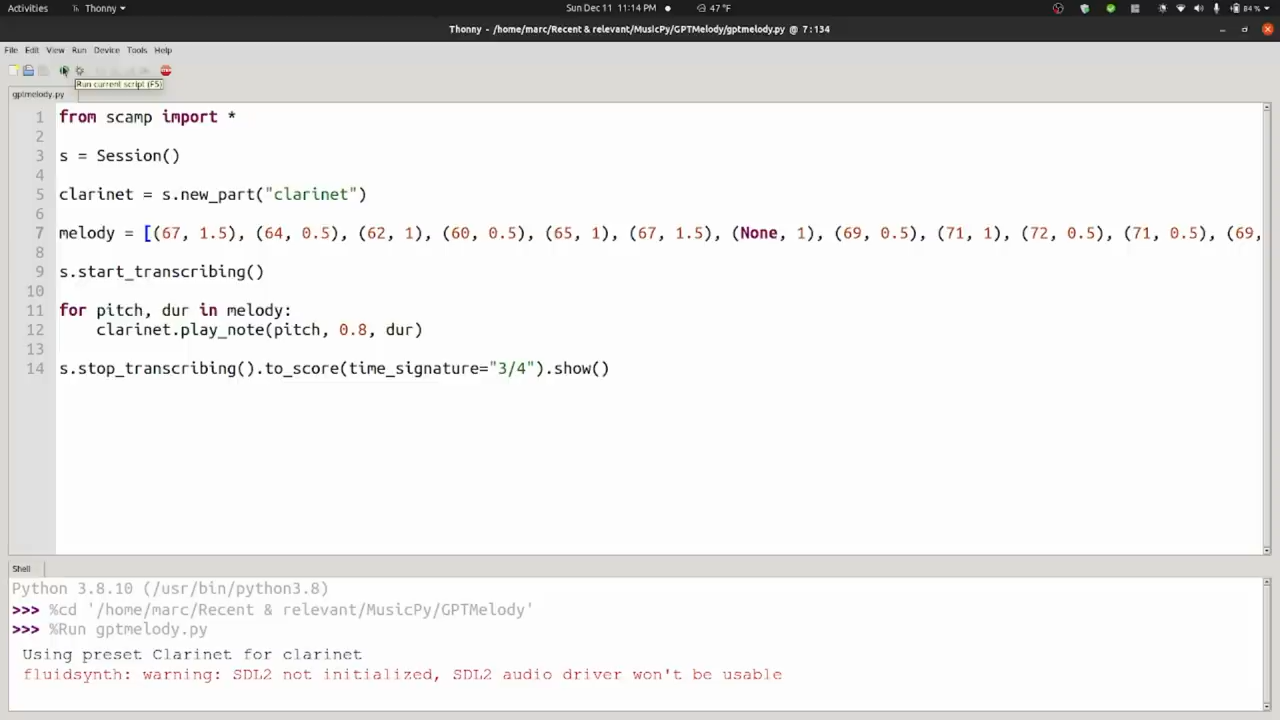 Activities Thonny Sun Dec 11 11:14 PM 47 °F 84 %
Thonny - /home/marc/Recent & relevant/MusicPy/GPTMelody/gptmelody.py @ 7:134
File Edit View Run Device Tools Help
STOP
Run current script (F5)
gptmelody.py
1 from scamp import *
2
3 s = Session()
4
5 clarinet = s.new_part("clarinet")
6
7 melody = [(67, 1.5), (64, 0.5), (62, 1), (60, 0.5), (65, 1), (67, 1.5), (None, 1), (69, 0.5), (71, 1), (72, 0.5), (71, 0.5), (69,
8
9 s.start_transcribing()
10
11 for pitch, dur in melody:
12 clarinet.play_note(pitch, 0.8, dur)
13
14 s.stop_transcribing().to_score(time_signature="3/4").show()
Shell
Python 3.8.10 (/usr/bin/python3.8)
>>> %cd '/home/marc/Recent & relevant/MusicPy/GPTMelody'
>>> %Run gptmelody.py
Using preset Clarinet for clarinet
fluidsynth: warning: SDL2 not initialized, SDL2 audio driver won't be usable